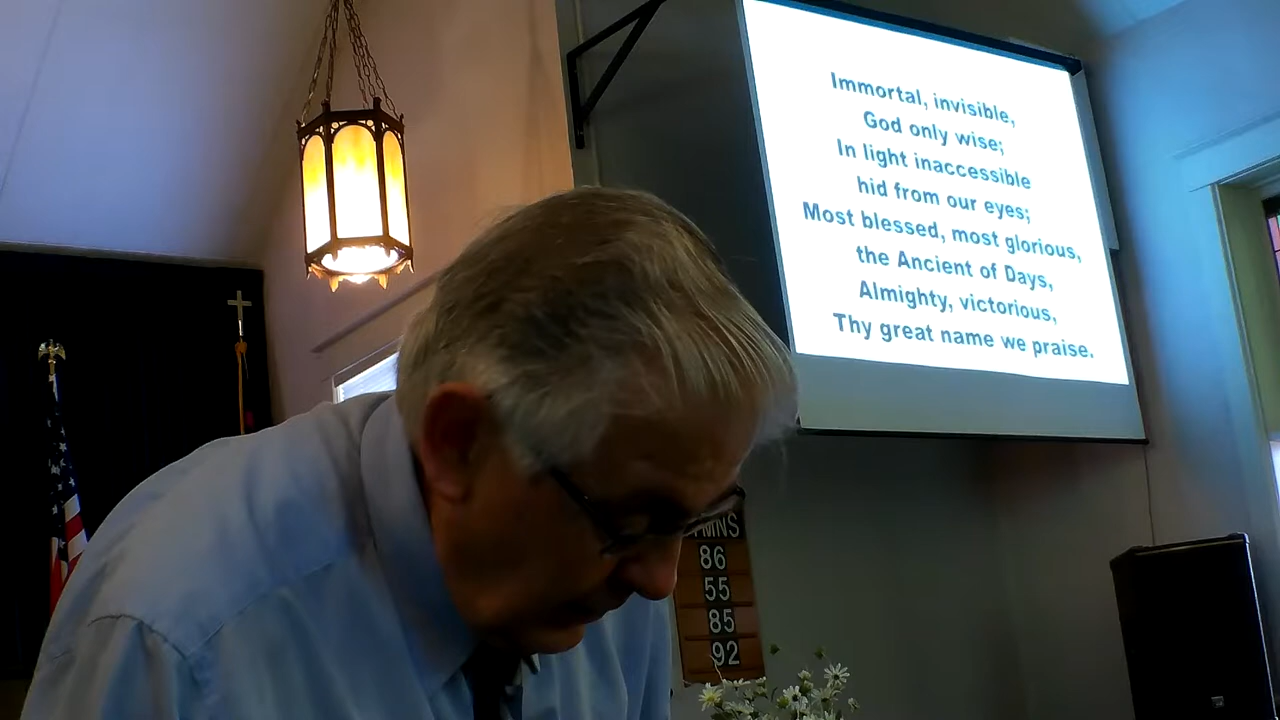 Immortal, invisible,
God only wise;
In light inaccessible
hid from our eyes;
Most blessed, most glorious,
the Ancient of Days,
Almighty, victorious,
Thy great name we praise.
86
55
85
92